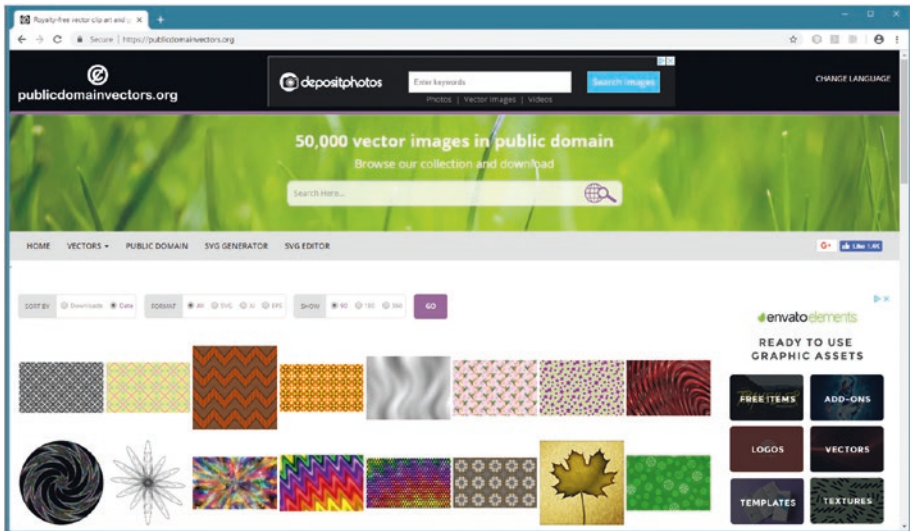 Royalty-free vector clip art and
Secure | https://publicdomainvectors.org
publicdomainvectors.org
depositphotos
Enter keywords
Search Images
Photos | Vector Images | Videos
CHANGE LANGUAGE
50,000 vector images in public domain
Browse our collection and download
Search Here...
HOME VECTORS PUBLIC DOMAIN SVG GENERATOR SVG EDITOR
G+ Like 1.4K
SORT BY Downloads Date FORMAT All SVG AI EPS SHOW 90 180 360 GO
envatoelements
READY TO USE
GRAPHIC ASSETS
FREE ITEMS ADD-ONS
LOGOS VECTORS
TEMPLATES TEXTURES